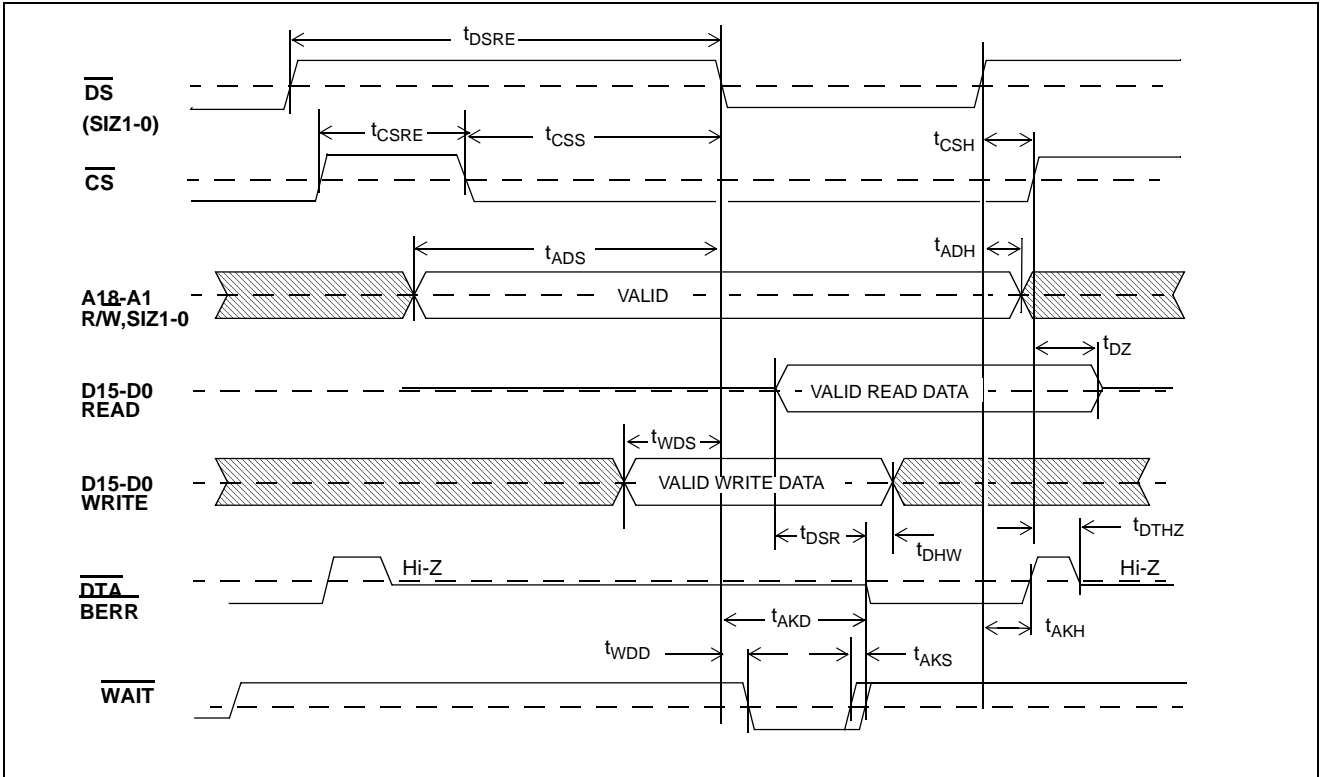 tDSRE
DS
(SIZ1-0)
tCSRE
tCSS
tCSH
CS
tADS
tADH
A18-A1
R/W,SIZ1-0
VALID
tDZ
D15-D0
READ
VALID READ DATA
tWDS
D15-D0
WRITE
VALID WRITE DATA
tDSR
tDHW
tDTHZ
DTA
BERR
Hi-Z
Hi-Z
tAKD
tAKH
tWDD
tAKS
WAIT